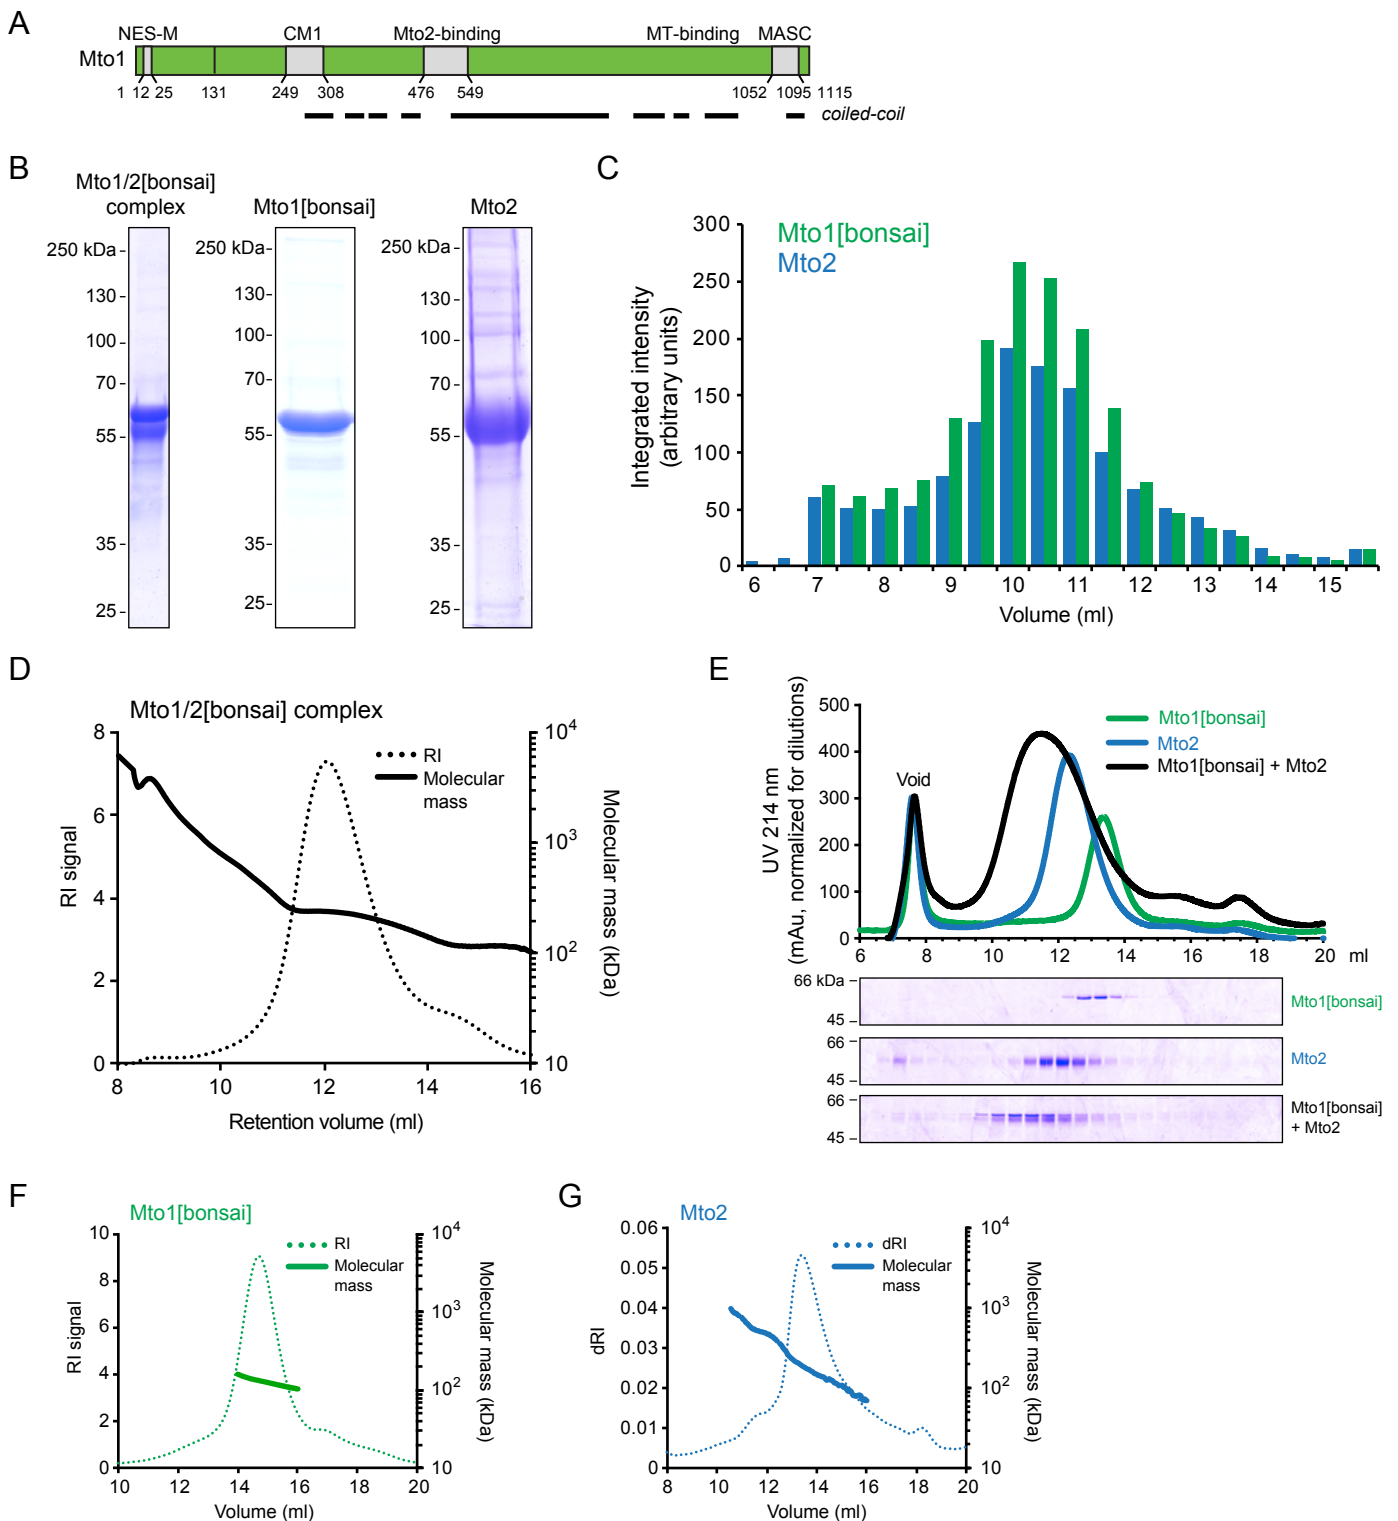 A
NES-M CM1 Mto2-binding MT-binding MASC
Mto1
1 12 25 131 249 308 476 549 1052 1095 1115
coiled-coil
B
Mto1/2[bonsai]
complex
250 kDa
130
100
70
55
35
25
Mto1[bonsai]
250 kDa
130
100
70
55
35
25
Mto2
250 kDa
130
100
70
55
35
25
C
Mto1[bonsai]
Mto2
Integrated intensity
(arbitrary units)
300
250
200
150
100
50
0
6 7 8 9 10 11 12 13 14 15
Volume (ml)
D
Mto1/2[bonsai] complex
RI
Molecular
mass
RI signal
8
6
4
2
0
Molecular mass (kDa)
10^4
10^3
10^2
10
8 10 12 14 16
Retention volume (ml)
E
UV 214 nm
(mAu, normalized for dilutions)
500
400
300
200
100
0
Void
Mto1[bonsai]
Mto2
Mto1[bonsai] + Mto2
6 8 10 12 14 16 18 20 ml
66 kDa
45
Mto1[bonsai]
66
45
Mto2
66
45
Mto1[bonsai]
+ Mto2
F
Mto1[bonsai]
RI
Molecular
mass
RI signal
10
8
6
4
2
0
Molecular mass (kDa)
10^4
10^3
10^2
10
10 12 14 16 18 20
Volume (ml)
G
Mto2
dRI
Molecular
mass
dRI
0.06
0.05
0.04
0.03
0.02
0.01
0
Molecular mass (kDa)
10^4
10^3
10^2
10
8 10 12 14 16 18 20
Volume (ml)